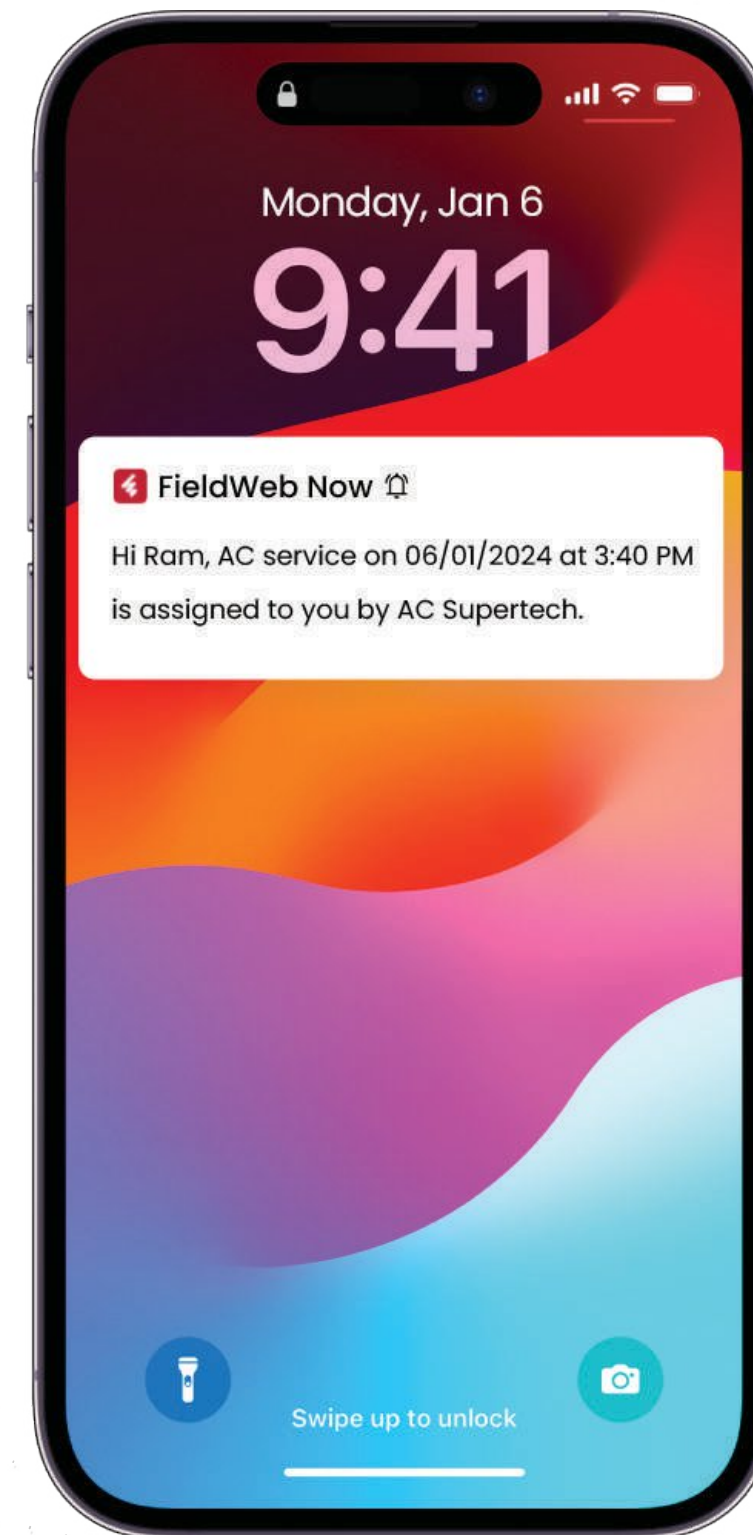 Monday, Jan 6
9:41
FieldWeb Now
Hi Ram, AC service on 06/01/2024 at 3:40 PM
is assigned to you by AC Supertech.
Swipe up to unlock